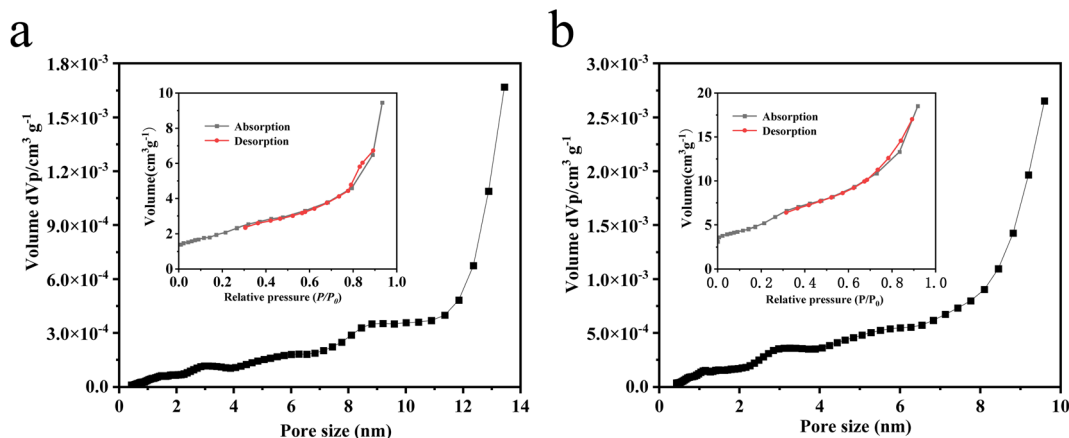 a
Volume dVp/cm³ g⁻¹
1.8×10⁻³
1.5×10⁻³
1.2×10⁻³
9.0×10⁻⁴
6.0×10⁻⁴
3.0×10⁻⁴
0.0
0 2 4 6 8 10 12 14
Pore size (nm)
Volume(cm³g⁻¹)
10
8
6
4
2
0
Absorption
Desorption
0.0 0.2 0.4 0.6 0.8 1.0
Relative pressure (P/P₀)
b
Volume dVp/cm³ g⁻¹
3.0×10⁻³
2.5×10⁻³
2.0×10⁻³
1.5×10⁻³
1.0×10⁻³
5.0×10⁻⁴
0.0
0 2 4 6 8 10
Pore size (nm)
Volume(cm³g⁻¹)
20
15
10
5
0
Absorption
Desorption
0.0 0.2 0.4 0.6 0.8 1.0
Relative pressure (P/P₀)